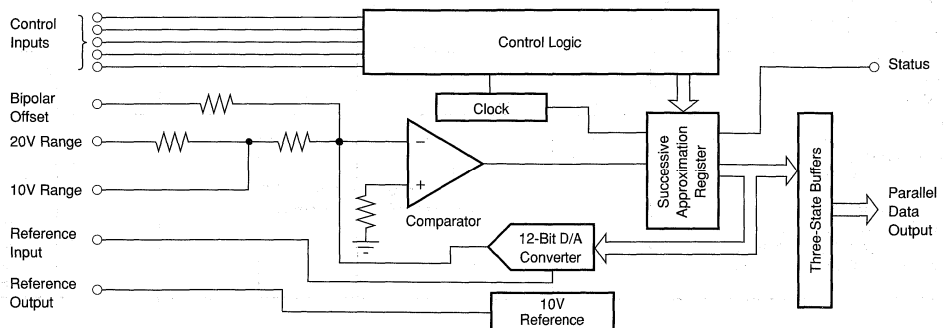 Control
Inputs
Control Logic
Status
Bipolar
Offset
Clock
20V Range
10V Range
–
+
Comparator
Successive
Approximation
Register
Three-State Buffers
Parallel
Data
Output
Reference
Input
12-Bit D/A
Converter
Reference
Output
10V
Reference